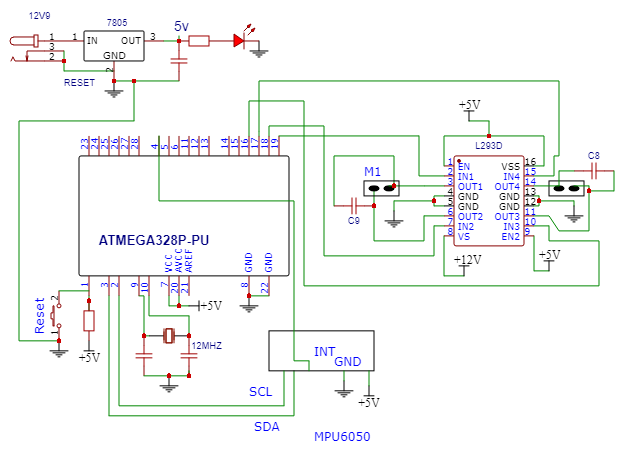 12V9
7805
5v
1
1
IN
OUT
3
3
2
GND
2
RESET
+5V
L293D
C8
23
24
25
26
27
28
4
5
6
11
12
13
14
15
16
17
18
19
1
EN
VSS
16
2
IN1
IN4
15
3
OUT1
OUT4
14
4
GND
GND
13
5
GND
GND
12
6
OUT2
OUT3
11
7
IN2
IN3
10
8
VS
EN2
9
M1
C9
ATMEGA328P-PU
VCC
AVCC
AREF
GND
GND
1
3
2
9
10
7
20
21
8
22
+12V
+5V
Reset
2
1
+5V
+5V
12MHZ
INT
GND
SCL
+5V
SDA
MPU6050